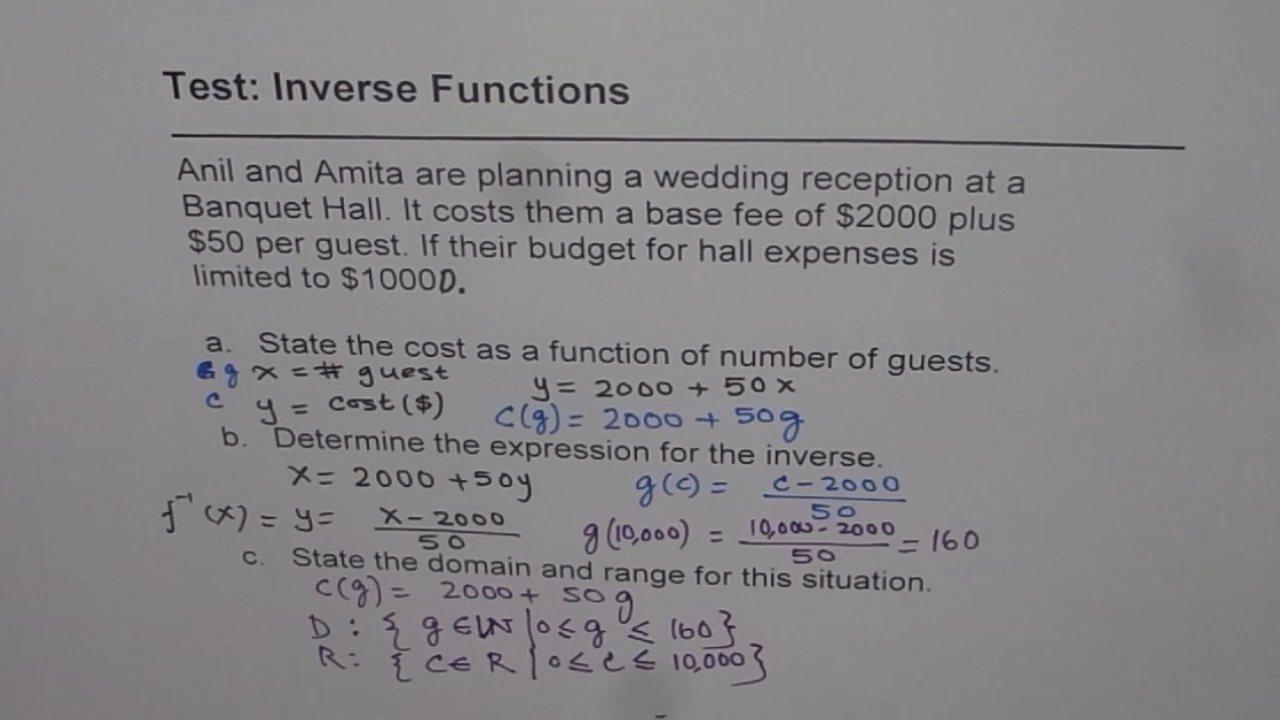 Test: Inverse Functions
Anil and Amita are planning a wedding reception at a
Banquet Hall. It costs them a base fee of $2000 plus
$50 per guest. If their budget for hall expenses is
limited to $10000.
a. State the cost as a function of number of guests.
g x = # guest
y = 2000 + 50x
c y = cost ($)
C(g) = 2000 + 50g
b. Determine the expression for the inverse.
x = 2000 + 50y
g(c) = c - 2000 / 50
f⁻¹(x) = y = x - 2000 / 50
g(10,000) = 10,000 - 2000 / 50 = 160
c. State the domain and range for this situation.
C(g) = 2000 + 50g
D: { g ∈ W | 0 ≤ g ≤ 160 }
R: { C ∈ R | 0 ≤ c ≤ 10,000 }